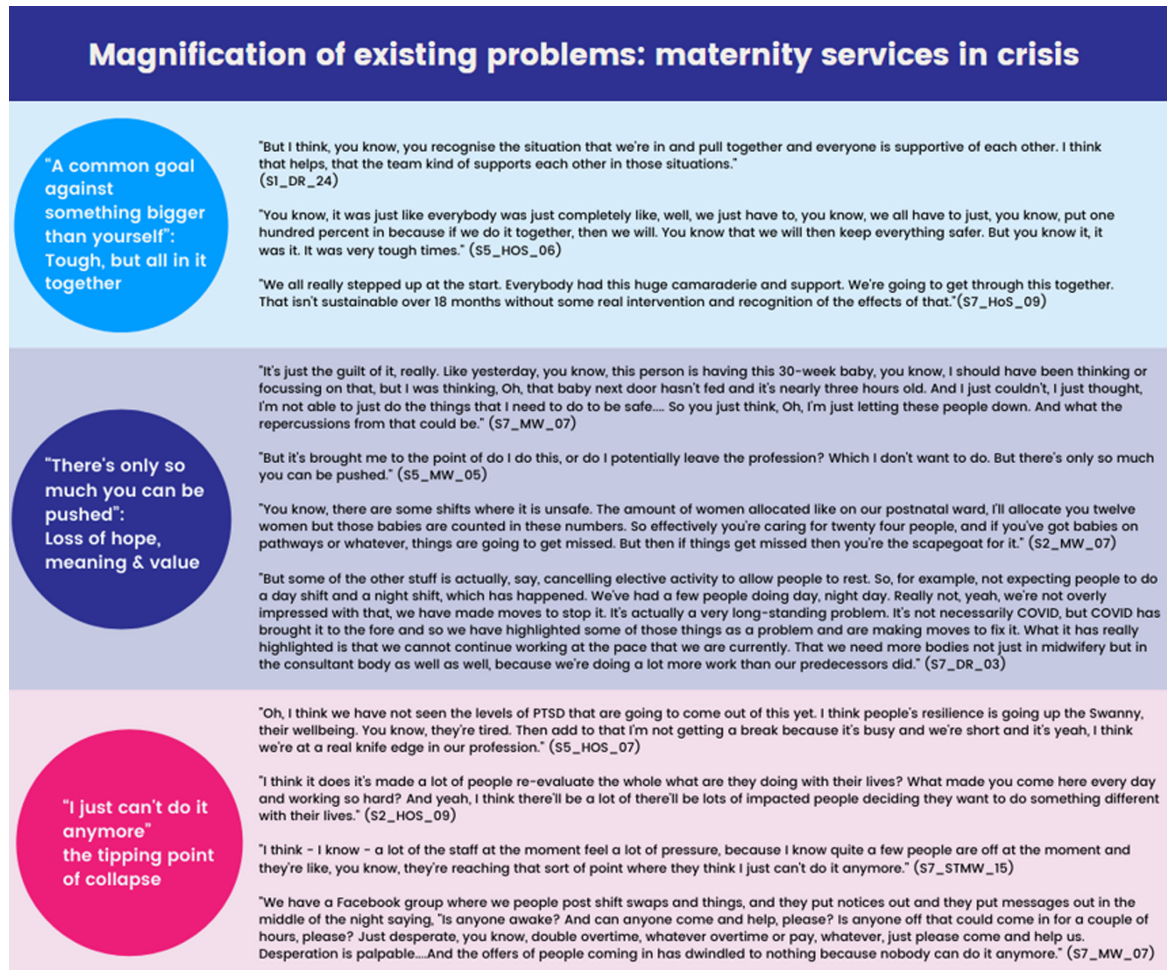 Magnification of existing problems: maternity services in crisis
"A common goal
against
something bigger
than yourself":
Tough, but all in it
together
"But I think, you know, you recognise the situation that we're in and pull together and everyone is supportive of each other. I think
that helps, that the team kind of supports each other in those situations."
(S1_DR_24)
"You know, it was just like everybody was just completely like, well, we just have to, you know, we all have to just, you know, put one
hundred percent in because if we do it together, then we will. You know that we will then keep everything safer. But you know it, it
was it. It was very tough times." (S5_HOS_06)
"We all really stepped up at the start. Everybody had this huge camaraderie and support. We're going to get through this together.
That isn't sustainable over 18 months without some real intervention and recognition of the effects of that."(S7_HoS_09)
"There's only so
much you can be
pushed":
Loss of hope,
meaning & value
"It's just the guilt of it, really. Like yesterday, you know, this person is having this 30-week baby, you know, I should have been thinking or
focussing on that, but I was thinking, Oh, that baby next door hasn't fed and it's nearly three hours old. And I just couldn't, I just thought,
I'm not able to just do the things that I need to do to be safe.... So you just think, Oh, I'm just letting these people down. And what the
repercussions from that could be." (S7_MW_07)
"But it's brought me to the point of do I do this, or do I potentially leave the profession? Which I don't want to do. But there's only so much
you can be pushed." (S5_MW_05)
"You know, there are some shifts where it is unsafe. The amount of women allocated like on our postnatal ward, I'll allocate you twelve
women but those babies are counted in these numbers. So effectively you're caring for twenty four people, and if you've got babies on
pathways or whatever, things are going to get missed. But then if things get missed then you're the scapegoat for it." (S2_MW_07)
"But some of the other stuff is actually, say, cancelling elective activity to allow people to rest. So, for example, not expecting people to do
a day shift and a night shift, which has happened. We've had a few people doing day, night day. Really not, yeah, we're not overly
impressed with that, we have made moves to stop it. It's actually a very long-standing problem. It's not necessarily COVID, but COVID has
brought it to the fore and so we have highlighted some of those things as a problem and are making moves to fix it. What it has really
highlighted is that we cannot continue working at the pace that we are currently. That we need more bodies not just in midwifery but in
the consultant body as well as well, because we're doing a lot more work than our predecessors did." (S7_DR_03)
"I just can't do it
anymore"
the tipping point
of collapse
"Oh, I think we have not seen the levels of PTSD that are going to come out of this yet. I think people's resilience is going up the Swanny,
their wellbeing. You know, they're tired. Then add to that I'm not getting a break because it's busy and we're short and it's yeah, I think
we're at a real knife edge in our profession." (S5_HOS_07)
"I think it does it's made a lot of people re-evaluate the whole what are they doing with their lives? What made you come here every day
and working so hard? And yeah, I think there'll be a lot of there'll be lots of impacted people deciding they want to do something different
with their lives." (S2_HOS_09)
"I think - I know - a lot of the staff at the moment feel a lot of pressure, because I know quite a few people are off at the moment and
they're like, you know, they're reaching that sort of point where they think I just can't do it anymore." (S7_STMW_15)
"We have a Facebook group where we people post shift swaps and things, and they put notices out and they put messages out in the
middle of the night saying, "Is anyone awake? And can anyone come and help, please? Is anyone off that could come in for a couple of
hours, please? Just desperate, you know, double overtime, whatever overtime or pay, whatever, just please come and help us.
Desperation is palpable....And the offers of people coming in has dwindled to nothing because nobody can do it anymore." (S7_MW_07)